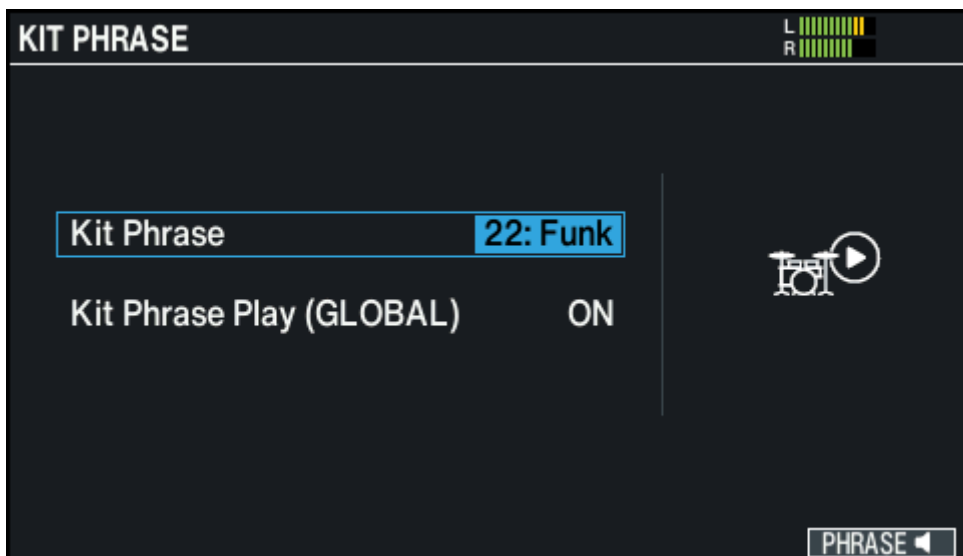 KIT PHRASE
L
R
Kit Phrase 22: Funk
Kit Phrase Play (GLOBAL) ON
PHRASE